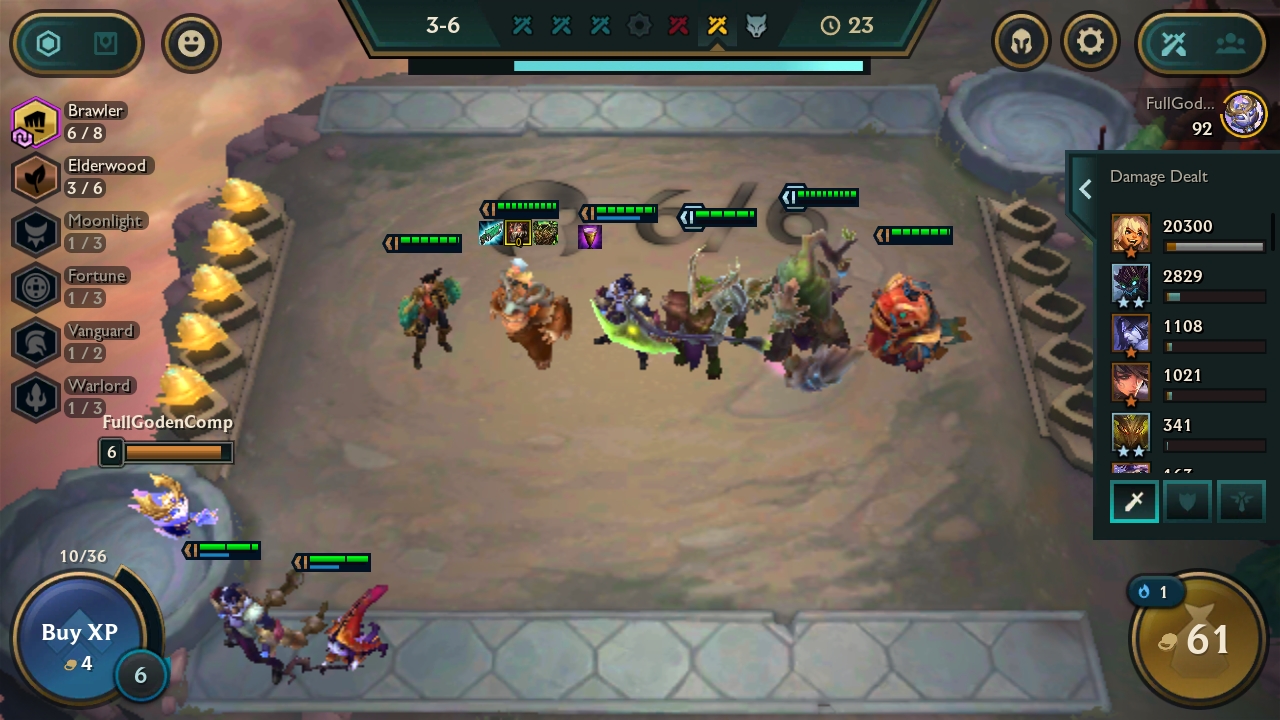 3-6
23
Brawler
6 / 8
Elderwood
3 / 6
Moonlight
1 / 3
Fortune
1 / 3
Vanguard
1 / 2
Warlord
1 / 3
FullGodenComp
6
10/36
Buy XP
4
6
FullGod...
92
Damage Dealt
20300
2829
1108
1021
341
1
61
0